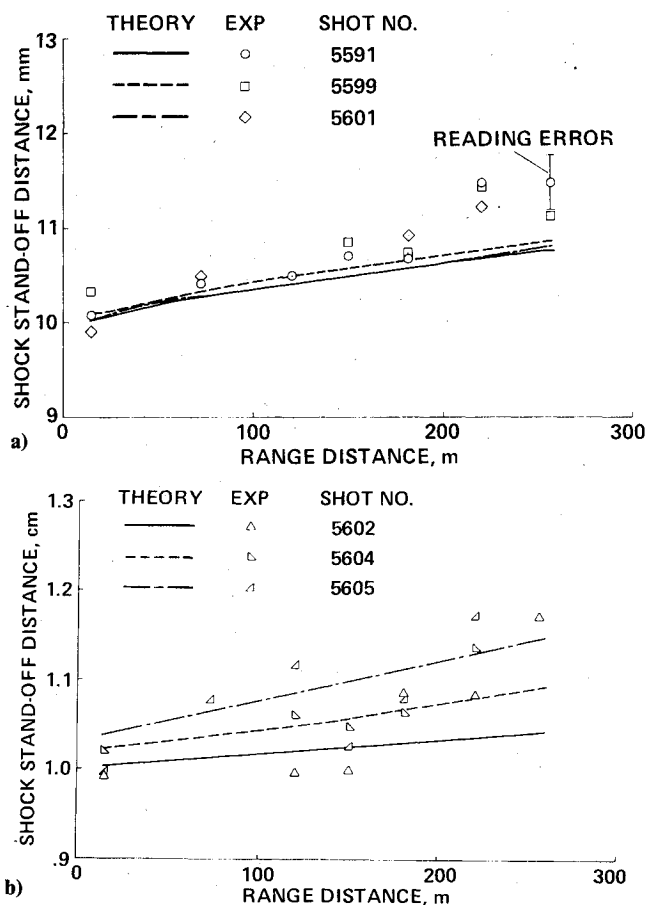 THEORY EXP SHOT NO.
5591
5599
5601
READING ERROR
13
12
11
10
9
SHOCK STAND-OFF DISTANCE, mm
0 100 200 300
RANGE DISTANCE, m
a)
THEORY EXP SHOT NO.
5602
5604
5605
1.3
1.2
1.1
1.0
.9
SHOCK STAND-OFF DISTANCE, cm
0 100 200 300
RANGE DISTANCE, m
b)